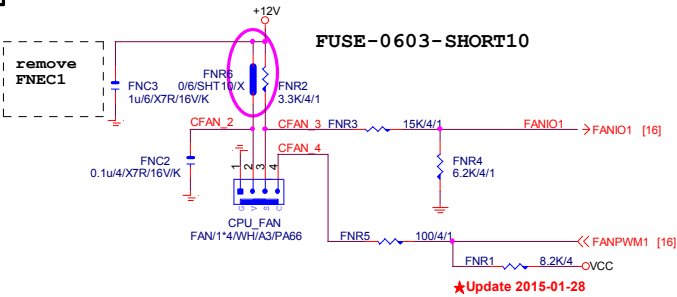 +12V
FUSE-0603-SHORT10
remove
FNEC1
FNR6
0/6/SHT10/X
FNR2
3.3K/4/1
FNC3
1u/6/X7R/16V/K
CFAN_2
CFAN_3
FNR3
15K/4/1
FANIO1
FANIO1 [16]
CFAN_4
FNC2
0.1u/4/X7R/16V/K
FNR4
6.2K/4/1
1
2
3
4
G
V
S
C
CPU_FAN
FAN/1*4/WH/A3/PA66
FNR5
100/4/1
FANPWM1 [16]
FNR1
8.2K/4
VCC
★Update 2015-01-28